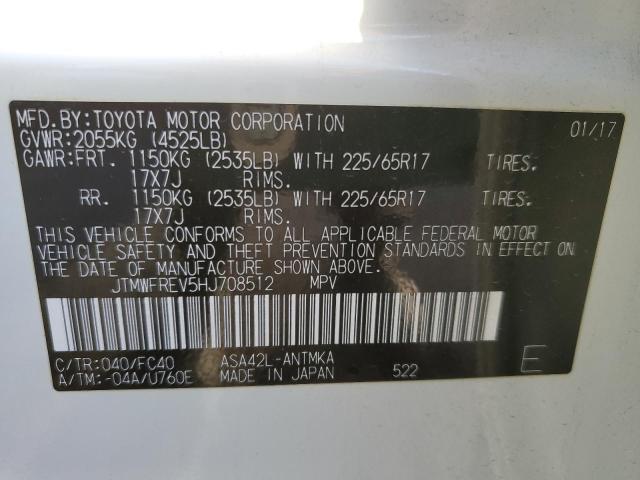 MFD.BY:TOYOTA MOTOR CORPORATION 01/17
GVWR:2055KG (4525LB)
GAWR:FRT. 1150KG (2535LB) WITH 225/65R17 TIRES.
17X7J RIMS.
RR. 1150KG (2535LB) WITH 225/65R17 TIRES.
17X7J RIMS.
THIS VEHICLE CONFORMS TO ALL APPLICABLE FEDERAL MOTOR
VEHICLE SAFETY AND THEFT PREVENTION STANDARDS IN EFFECT ON
THE DATE OF MANUFACTURE SHOWN ABOVE.
JTMWFREV5HJ708512 MPV
C/TR:040/FC40 ASA42L-ANTMKA
A/TM:-04A/U760E MADE IN JAPAN 522 E